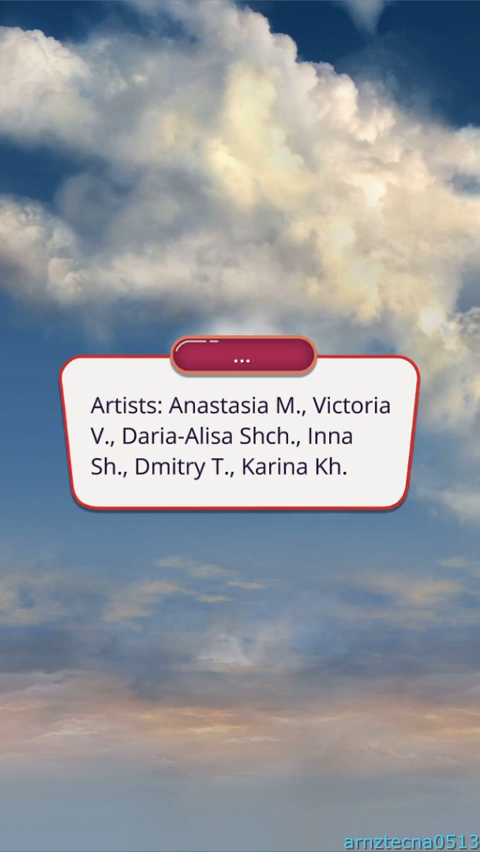 ...
Artists: Anastasia M., Victoria
V., Daria-Alisa Shch., Inna
Sh., Dmitry T., Karina Kh.
arnztecna0513